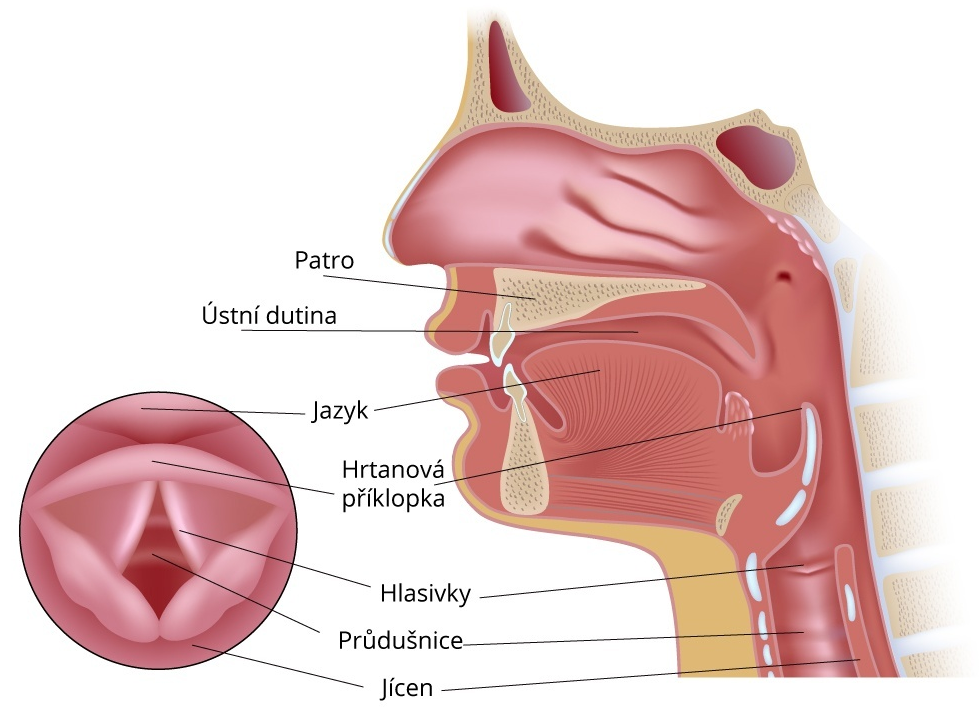 Patro
Ústní dutina
Jazyk
Hrtanová
příklopka
Hlasivky
Průdušnice
Jícen